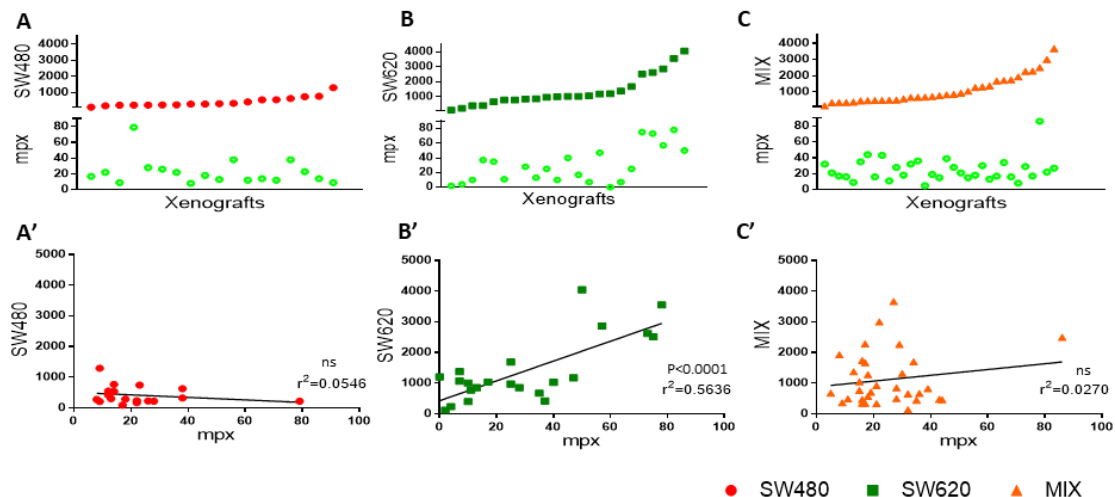 A
B
C
SW480
4000
3000
2000
1000
mpx
80
60
40
20
0
Xenografts
SW620
4000
3000
2000
1000
mpx
80
60
40
20
0
Xenografts
MIX
4000
3000
2000
1000
mpx
80
60
40
20
0
Xenografts
A'
B'
C'
SW480
5000
4000
3000
2000
1000
0
ns
r²=0.0546
0 20 40 60 80 100
mpx
SW620
5000
4000
3000
2000
1000
0
P<0.0001
r²=0.5636
0 20 40 60 80 100
mpx
MIX
5000
4000
3000
2000
1000
0
ns
r²=0.0270
0 20 40 60 80 100
mpx
SW480 SW620 MIX